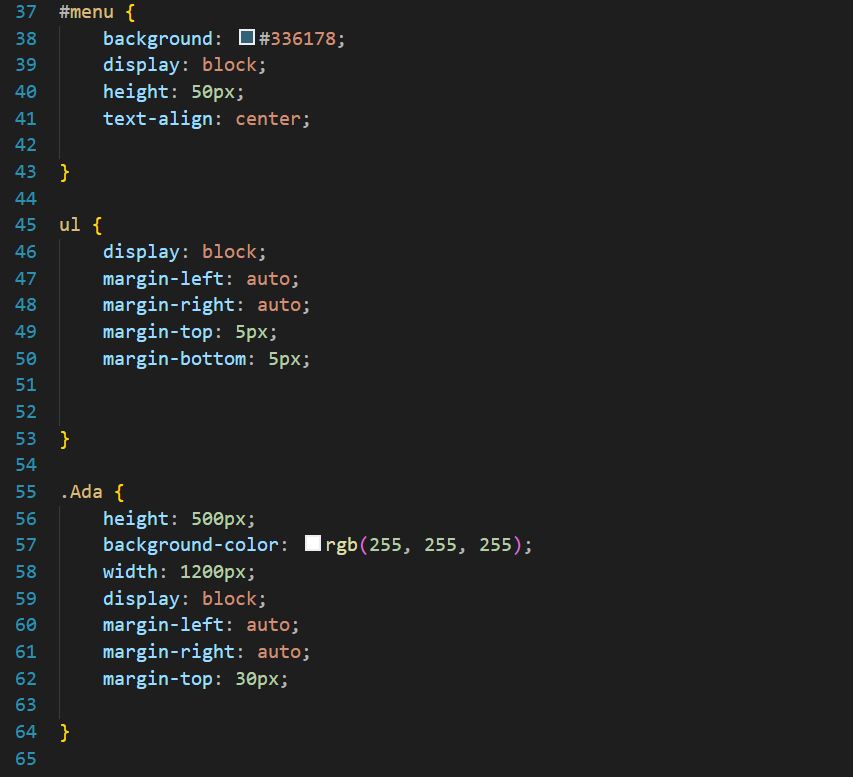 37 #menu {
38 background: #336178;
39 display: block;
40 height: 50px;
41 text-align: center;
42
43 }
44
45 ul {
46 display: block;
47 margin-left: auto;
48 margin-right: auto;
49 margin-top: 5px;
50 margin-bottom: 5px;
51
52
53 }
54
55 .Ada {
56 height: 500px;
57 background-color: rgb(255, 255, 255);
58 width: 1200px;
59 display: block;
60 margin-left: auto;
61 margin-right: auto;
62 margin-top: 30px;
63
64 }
65